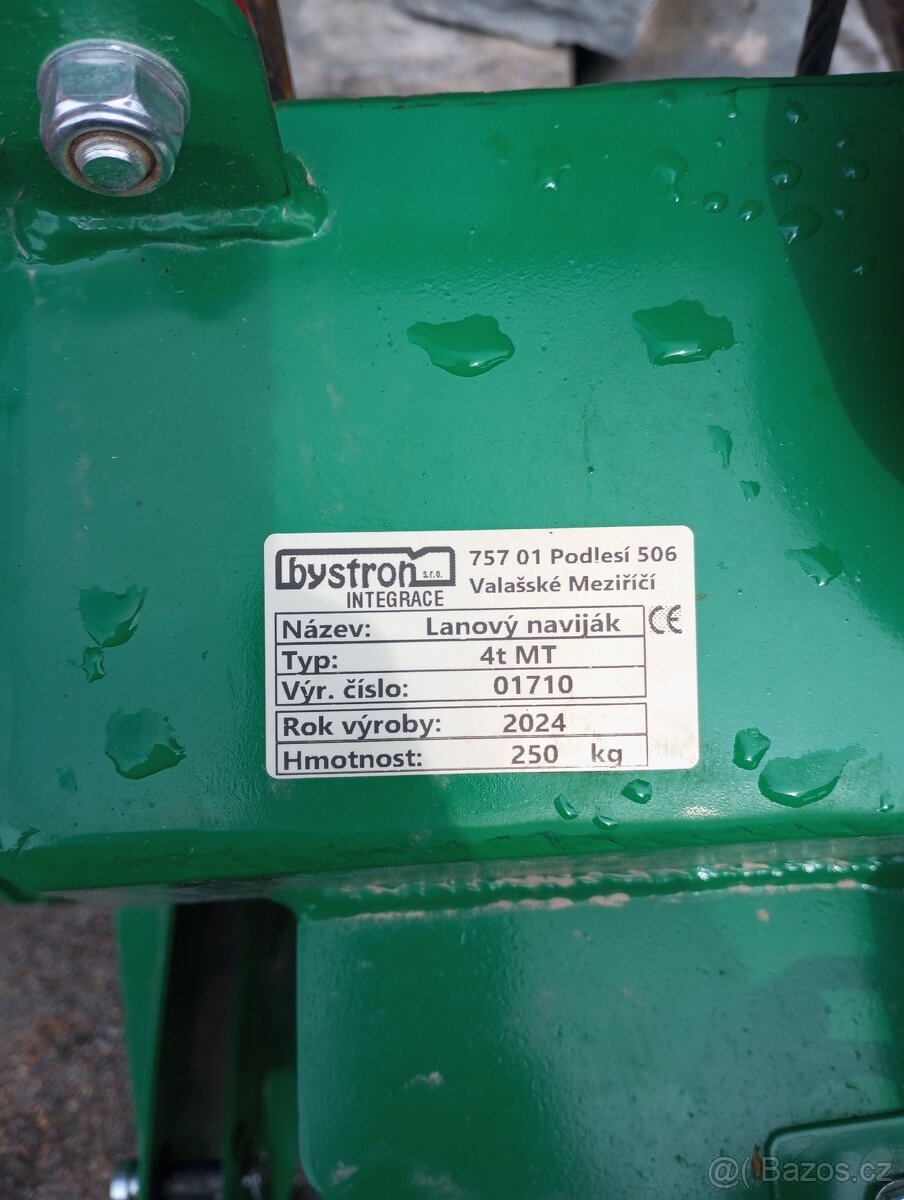 bystroň s.r.o.
INTEGRACE
757 01 Podlesí 506
Valašské Meziříčí
CE
Název: Lanový naviják
Typ: 4t MT
Výr. číslo: 01710
Rok výroby: 2024
Hmotnost: 250 kg
@Bazos.cz